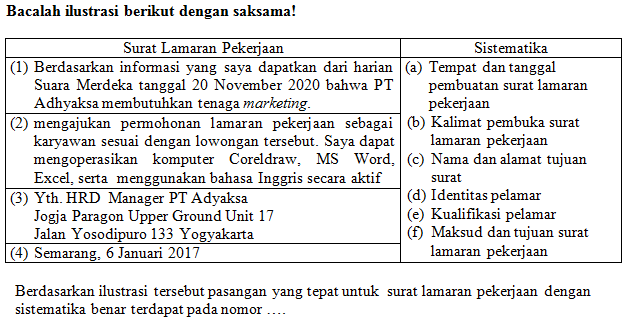 Bacalah ilustrasi berikut dengan saksama!
Surat Lamaran Pekerjaan
(1) Berdasarkan informasi yang saya dapatkan dari harian
Suara Merdeka tanggal 20 November 2020 bahwa PT
Adhyaksa membutuhkan tenaga marketing.
(2) mengajukan permohonan lamaran pekerjaan sebagai
karyawan sesuai dengan lowongan tersebut. Saya dapat
mengoperasikan komputer Coreldraw, MS Word,
Excel, serta menggunakan bahasa Inggris secara aktif
(3) Yth. HRD Manager PT Adyaksa
Jogja Paragon Upper Ground Unit 17
Jalan Yosodipuro 133 Yogyakarta
(4) Semarang, 6 Januari 2017
Sistematika
(a) Tempat dan tanggal
pembuatan surat lamaran
pekerjaan
(b) Kalimat pembuka surat
lamaran pekerjaan
(c) Nama dan alamat tujuan
surat
(d) Identitas pelamar
(e) Kualifikasi pelamar
(f) Maksud dan tujuan surat
lamaran pekerjaan
Berdasarkan ilustrasi tersebut pasangan yang tepat untuk surat lamaran pekerjaan dengan
sistematika benar terdapat pada nomor ….